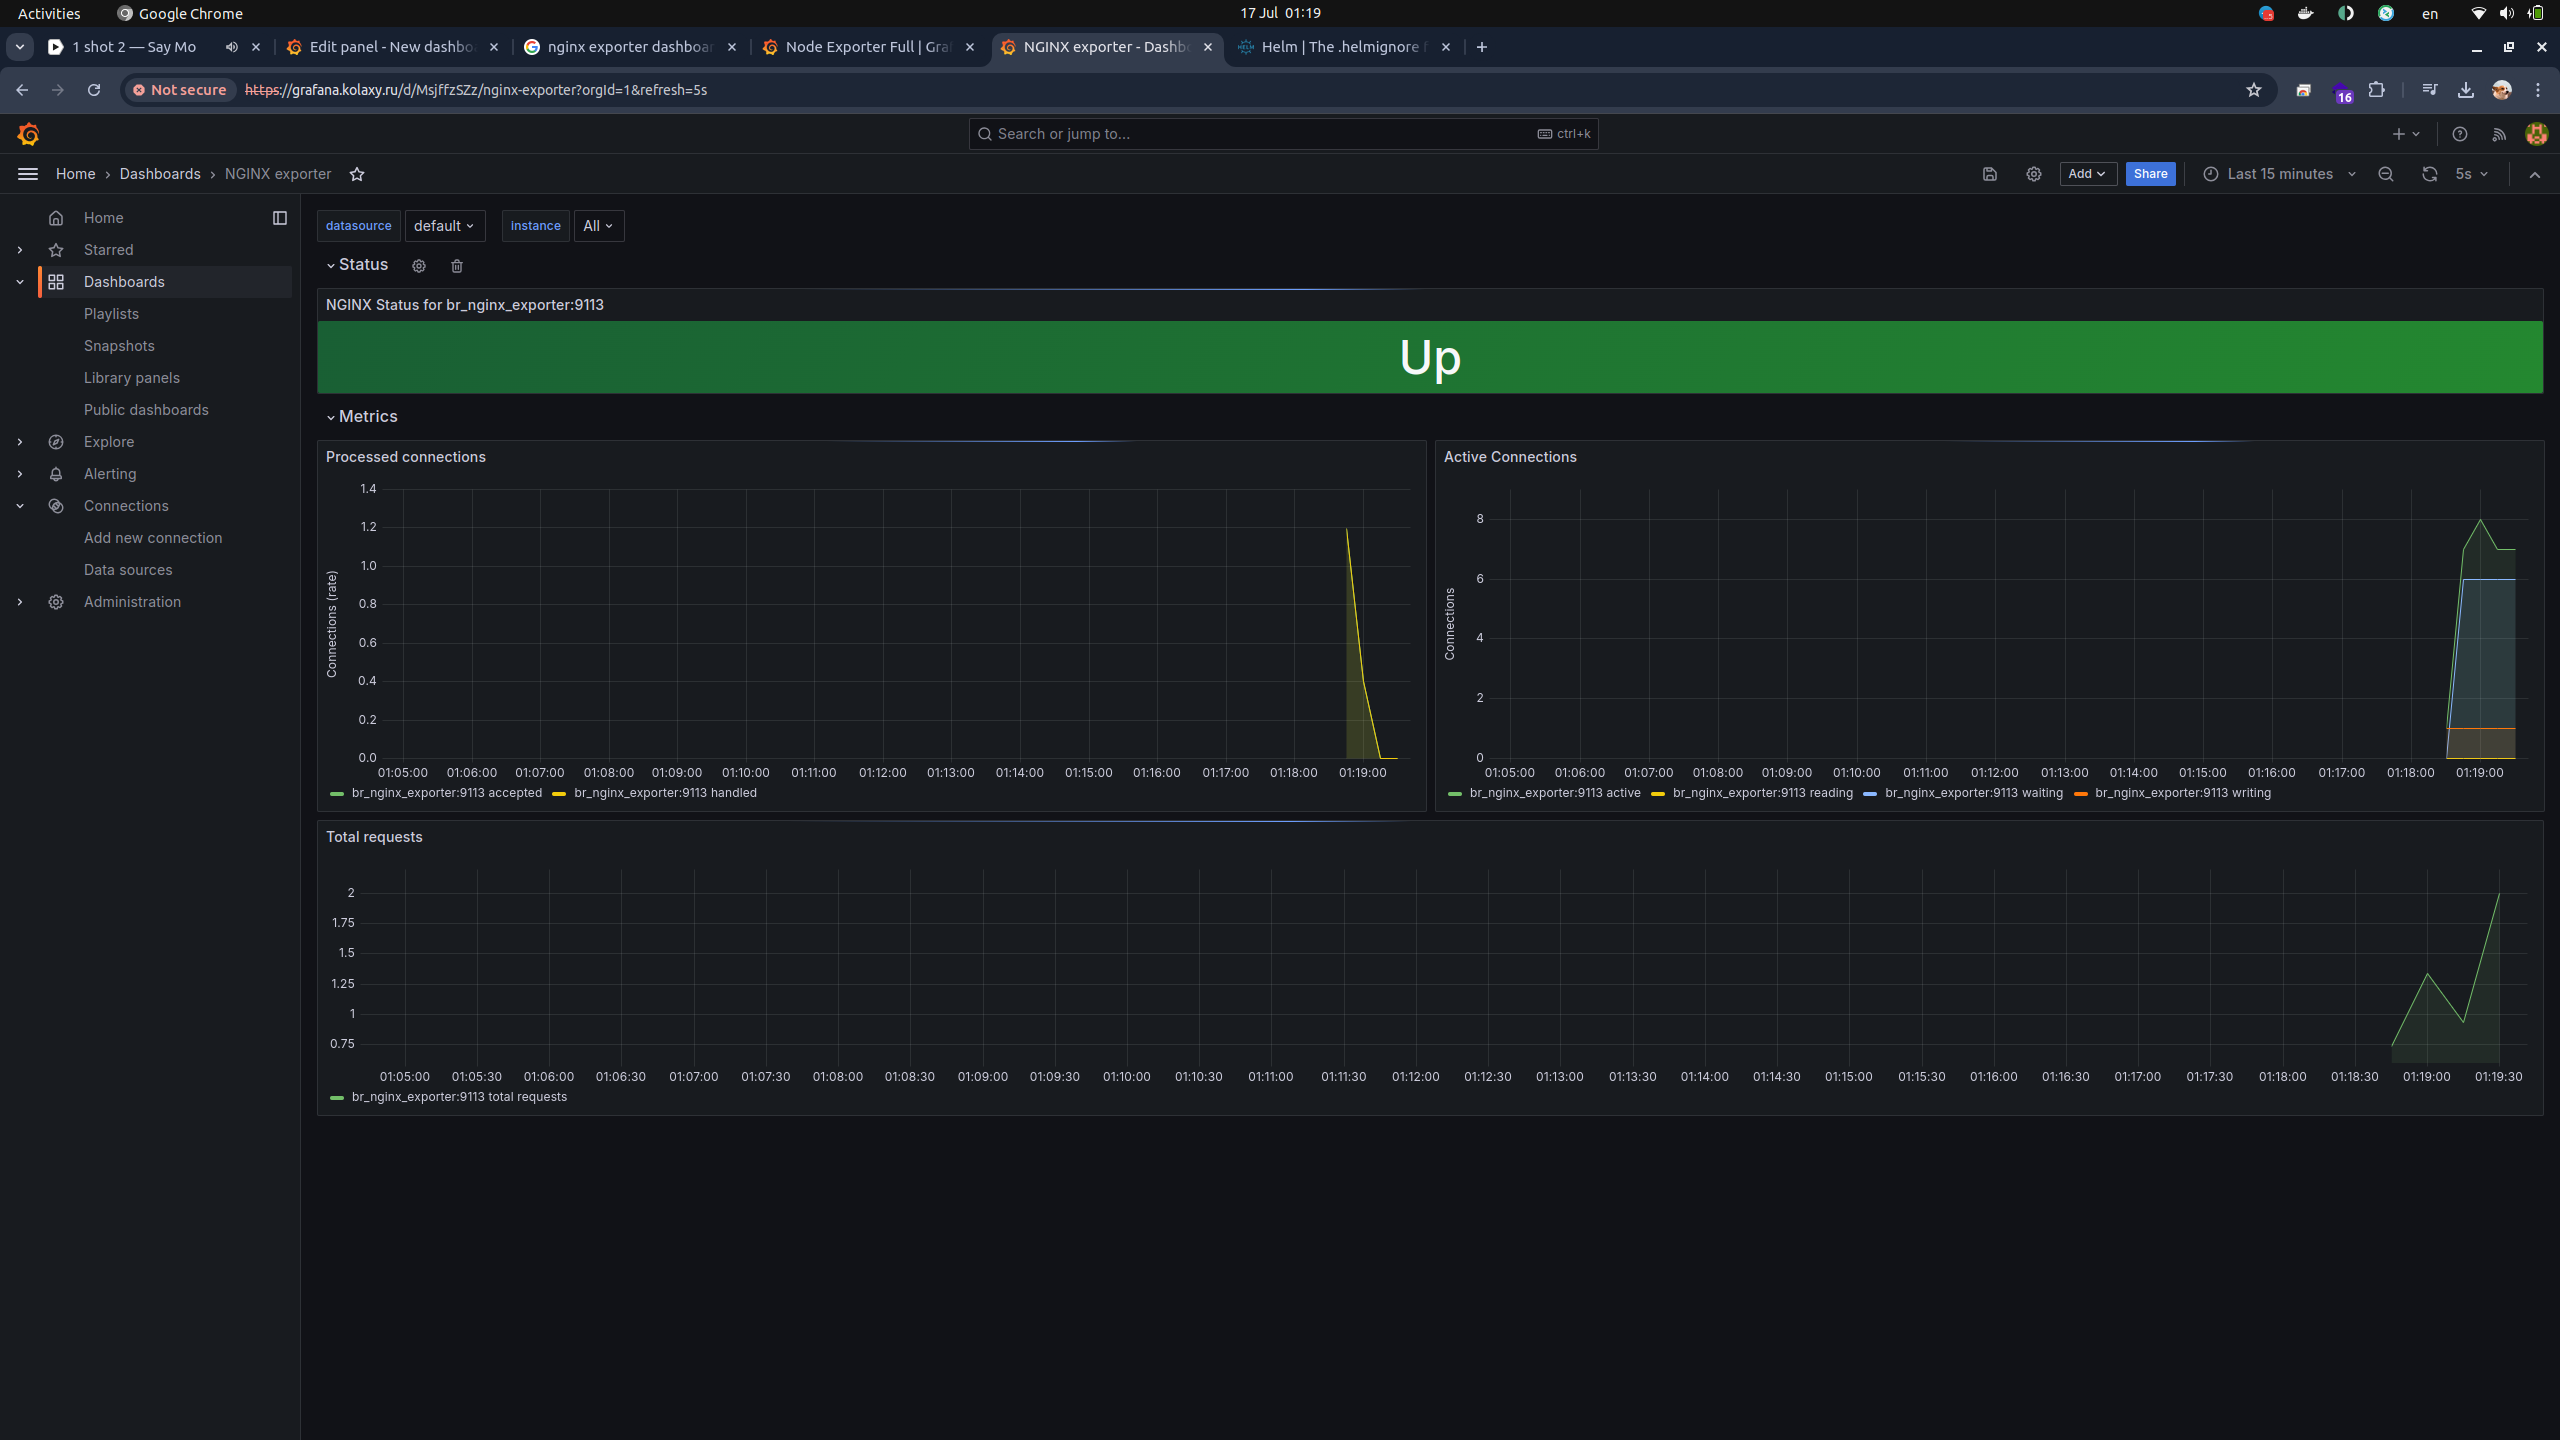 Activities Google Chrome 17 Jul 01:19 en
1 shot 2 — Say Mo Edit panel - New dashbo nginx exporter dashboar Node Exporter Full | Gra NGINX exporter - Dashbo Helm | The .helmignore f
Not secure https://grafana.kolaxy.ru/d/MsjffzSZz/nginx-exporter?orgId=1&refresh=5s 16
Search or jump to... ctrl+k
Home › Dashboards › NGINX exporter Add Share Last 15 minutes 5s
Home
Starred
Dashboards
Playlists
Snapshots
Library panels
Public dashboards
Explore
Alerting
Connections
Add new connection
Data sources
Administration
datasource default instance All
Status
NGINX Status for br_nginx_exporter:9113
Up
Metrics
Processed connections
Connections (rate)
1.4
1.2
1.0
0.8
0.6
0.4
0.2
0.0
01:05:00 01:06:00 01:07:00 01:08:00 01:09:00 01:10:00 01:11:00 01:12:00 01:13:00 01:14:00 01:15:00 01:16:00 01:17:00 01:18:00 01:19:00
br_nginx_exporter:9113 accepted br_nginx_exporter:9113 handled
Active Connections
Connections
8
6
4
2
0
01:05:00 01:06:00 01:07:00 01:08:00 01:09:00 01:10:00 01:11:00 01:12:00 01:13:00 01:14:00 01:15:00 01:16:00 01:17:00 01:18:00 01:19:00
br_nginx_exporter:9113 active br_nginx_exporter:9113 reading br_nginx_exporter:9113 waiting br_nginx_exporter:9113 writing
Total requests
2
1.75
1.5
1.25
1
0.75
01:05:00 01:05:30 01:06:00 01:06:30 01:07:00 01:07:30 01:08:00 01:08:30 01:09:00 01:09:30 01:10:00 01:10:30 01:11:00 01:11:30 01:12:00 01:12:30 01:13:00 01:13:30 01:14:00 01:14:30 01:15:00 01:15:30 01:16:00 01:16:30 01:17:00 01:17:30 01:18:00 01:18:30 01:19:00 01:19:30
br_nginx_exporter:9113 total requests